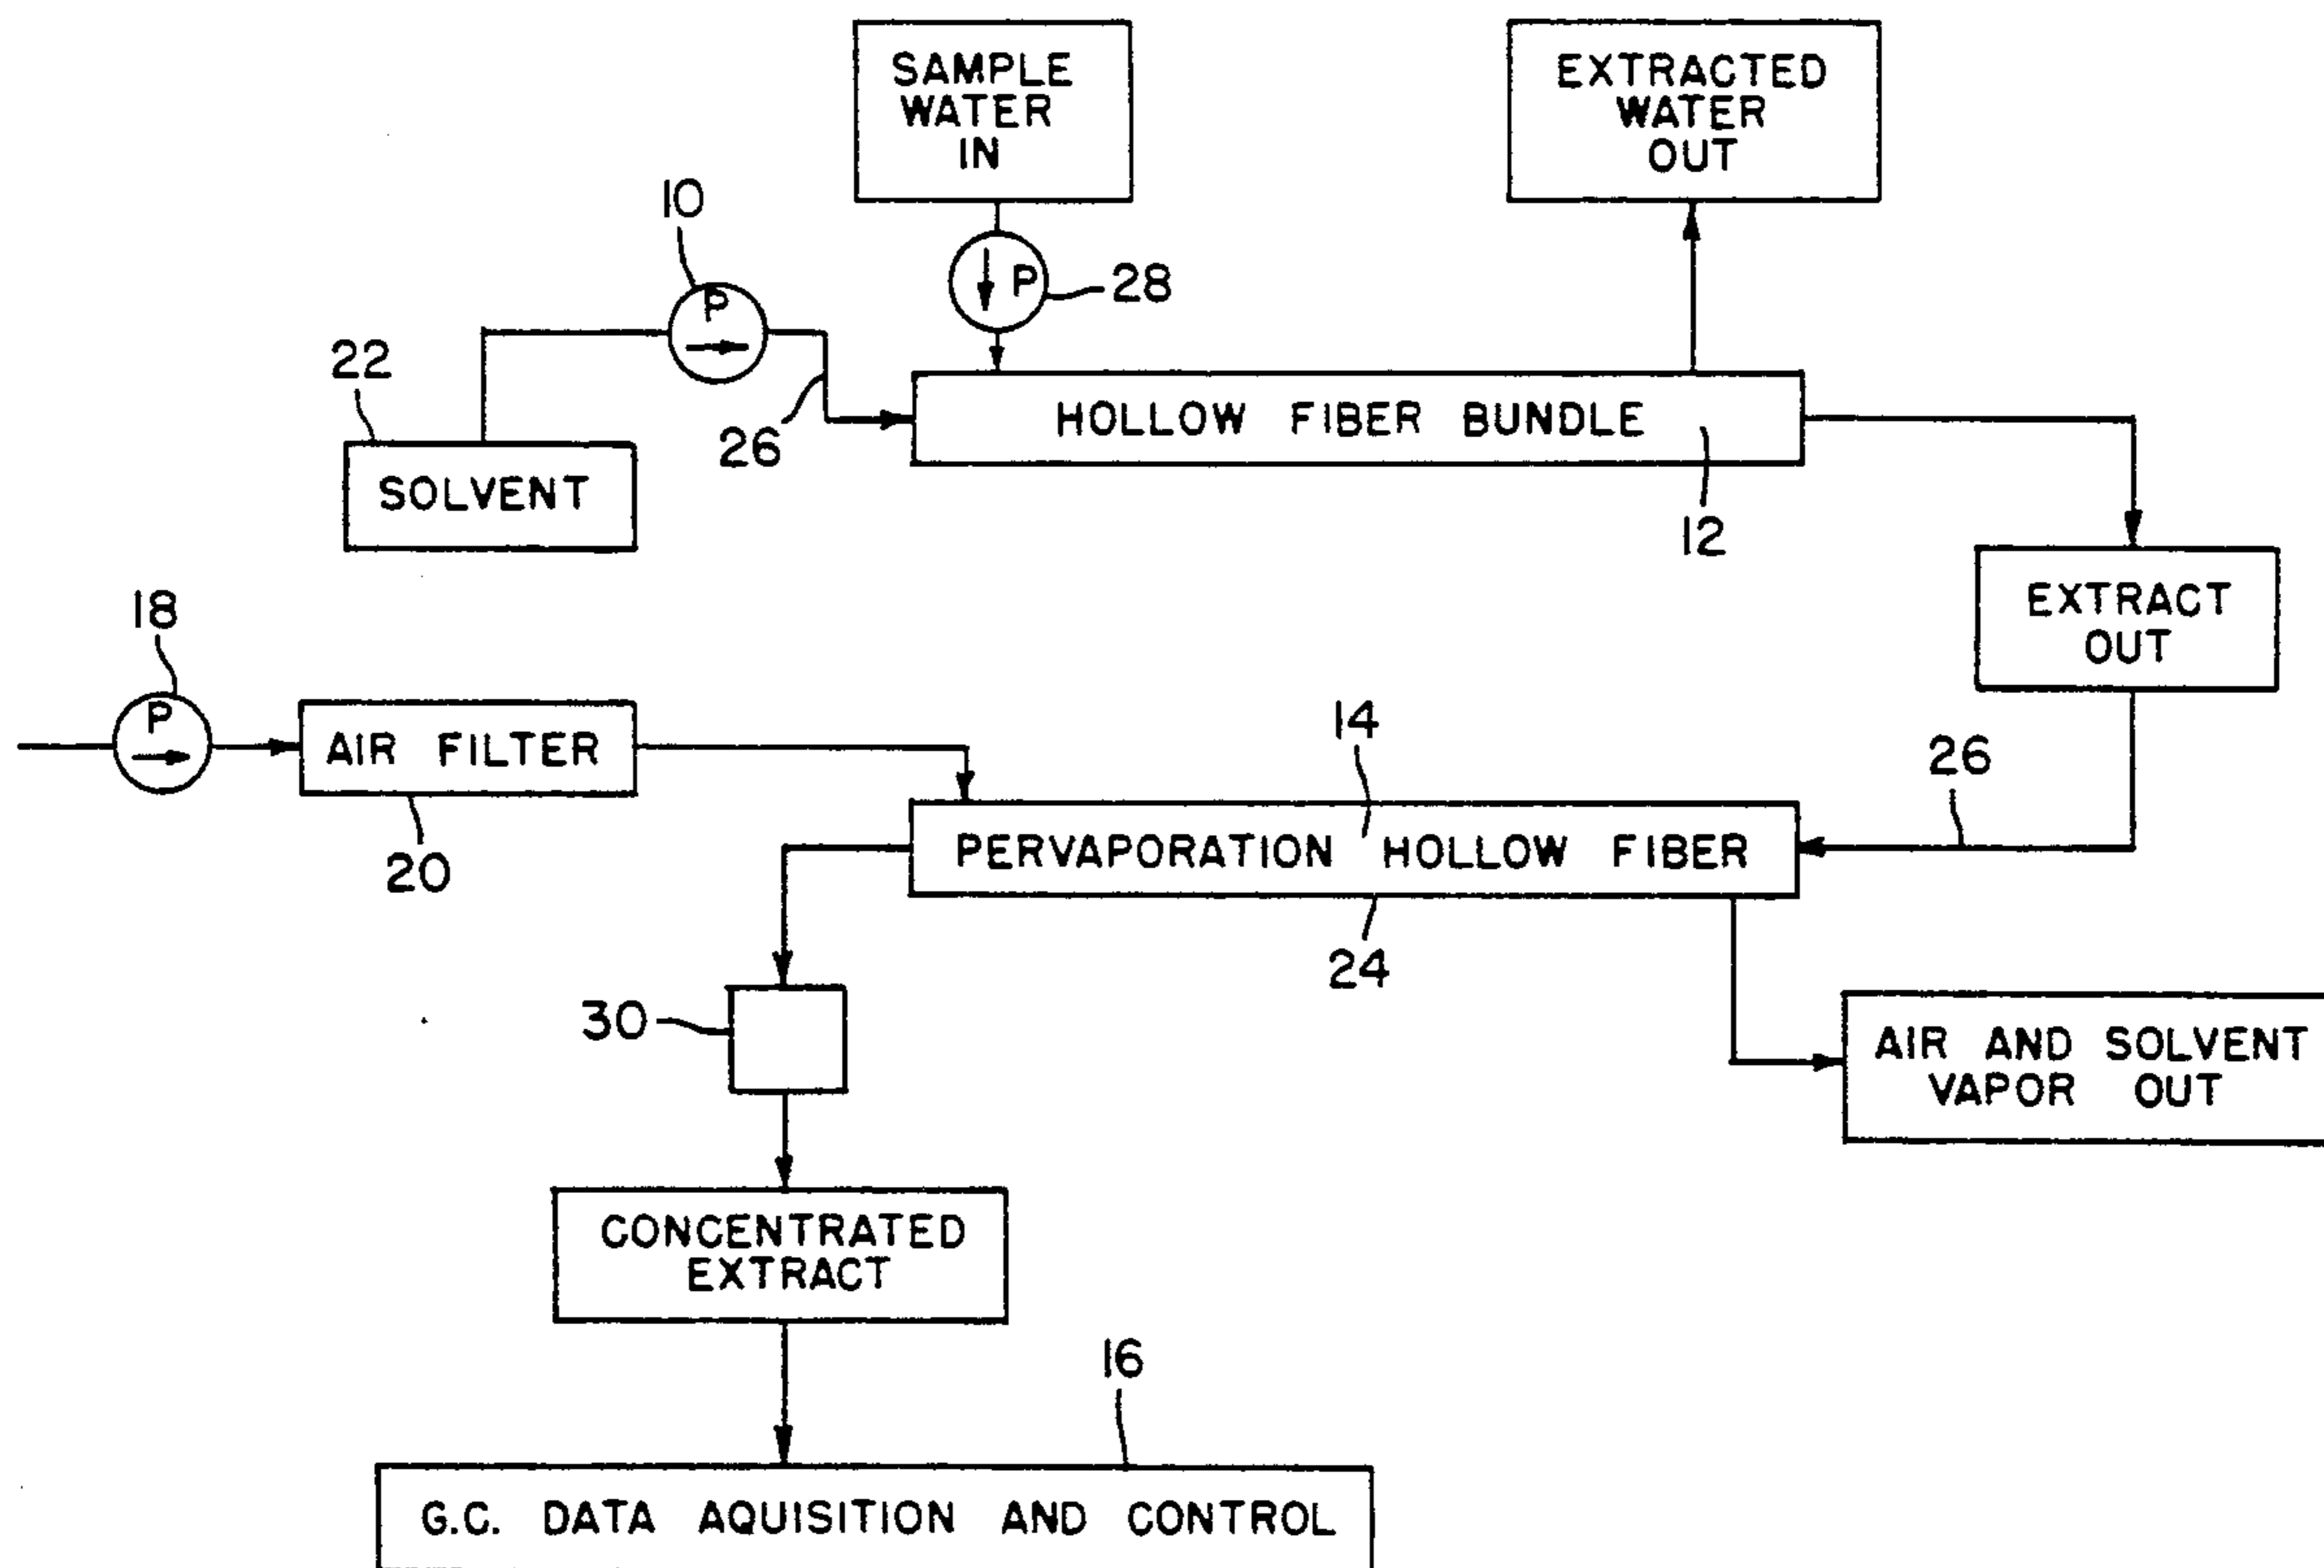 SAMPLE
WATER
IN
EXTRACTED
WATER
OUT
10
P
P
28
22
26
HOLLOW FIBER BUNDLE
SOLVENT
12
EXTRACT
OUT
18
P
AIR FILTER
20
14
26
PERVAPORATION HOLLOW FIBER
24
30
AIR AND SOLVENT
VAPOR OUT
CONCENTRATED
EXTRACT
16
G.C. DATA AQUISITION AND CONTROL